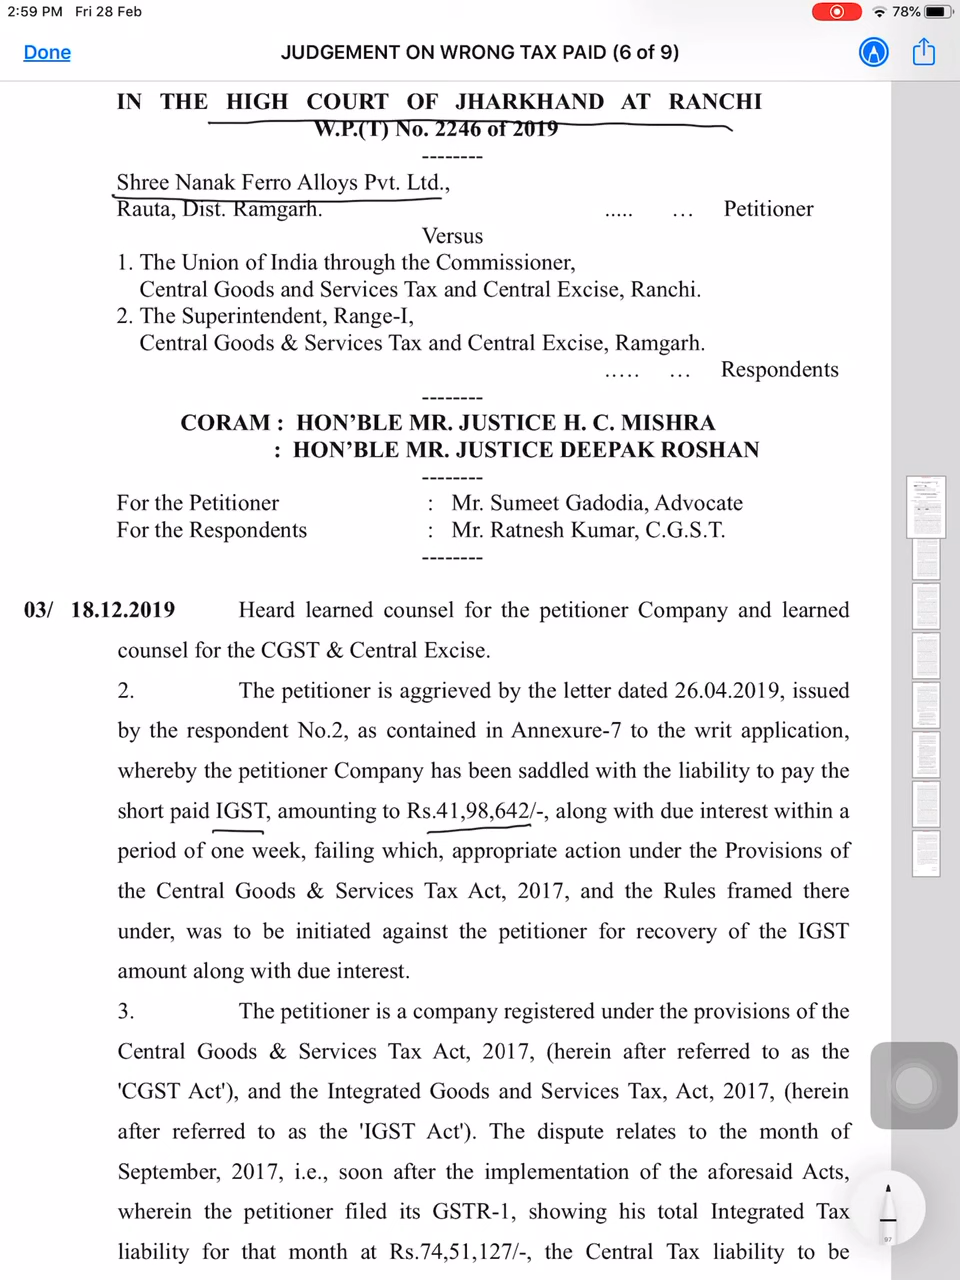 2:59 PM Fri 28 Feb 78%
Done JUDGEMENT ON WRONG TAX PAID (6 of 9)
IN THE HIGH COURT OF JHARKHAND AT RANCHI
W.P.(T) No. 2246 of 2019
--------
Shree Nanak Ferro Alloys Pvt. Ltd.,
Rauta, Dist. Ramgarh. ..... … Petitioner
Versus
1. The Union of India through the Commissioner,
Central Goods and Services Tax and Central Excise, Ranchi.
2. The Superintendent, Range-I,
Central Goods & Services Tax and Central Excise, Ramgarh.
..... … Respondents
--------
CORAM : HON’BLE MR. JUSTICE H. C. MISHRA
: HON’BLE MR. JUSTICE DEEPAK ROSHAN
--------
For the Petitioner : Mr. Sumeet Gadodia, Advocate
For the Respondents : Mr. Ratnesh Kumar, C.G.S.T.
--------
03/ 18.12.2019 Heard learned counsel for the petitioner Company and learned
counsel for the CGST & Central Excise.
2. The petitioner is aggrieved by the letter dated 26.04.2019, issued
by the respondent No.2, as contained in Annexure-7 to the writ application,
whereby the petitioner Company has been saddled with the liability to pay the
short paid IGST, amounting to Rs.41,98,642/-, along with due interest within a
period of one week, failing which, appropriate action under the Provisions of
the Central Goods & Services Tax Act, 2017, and the Rules framed there
under, was to be initiated against the petitioner for recovery of the IGST
amount along with due interest.
3. The petitioner is a company registered under the provisions of the
Central Goods & Services Tax Act, 2017, (herein after referred to as the
'CGST Act'), and the Integrated Goods and Services Tax, Act, 2017, (herein
after referred to as the 'IGST Act'). The dispute relates to the month of
September, 2017, i.e., soon after the implementation of the aforesaid Acts,
wherein the petitioner filed its GSTR-1, showing his total Integrated Tax
liability for that month at Rs.74,51,127/-, the Central Tax liability to be
97